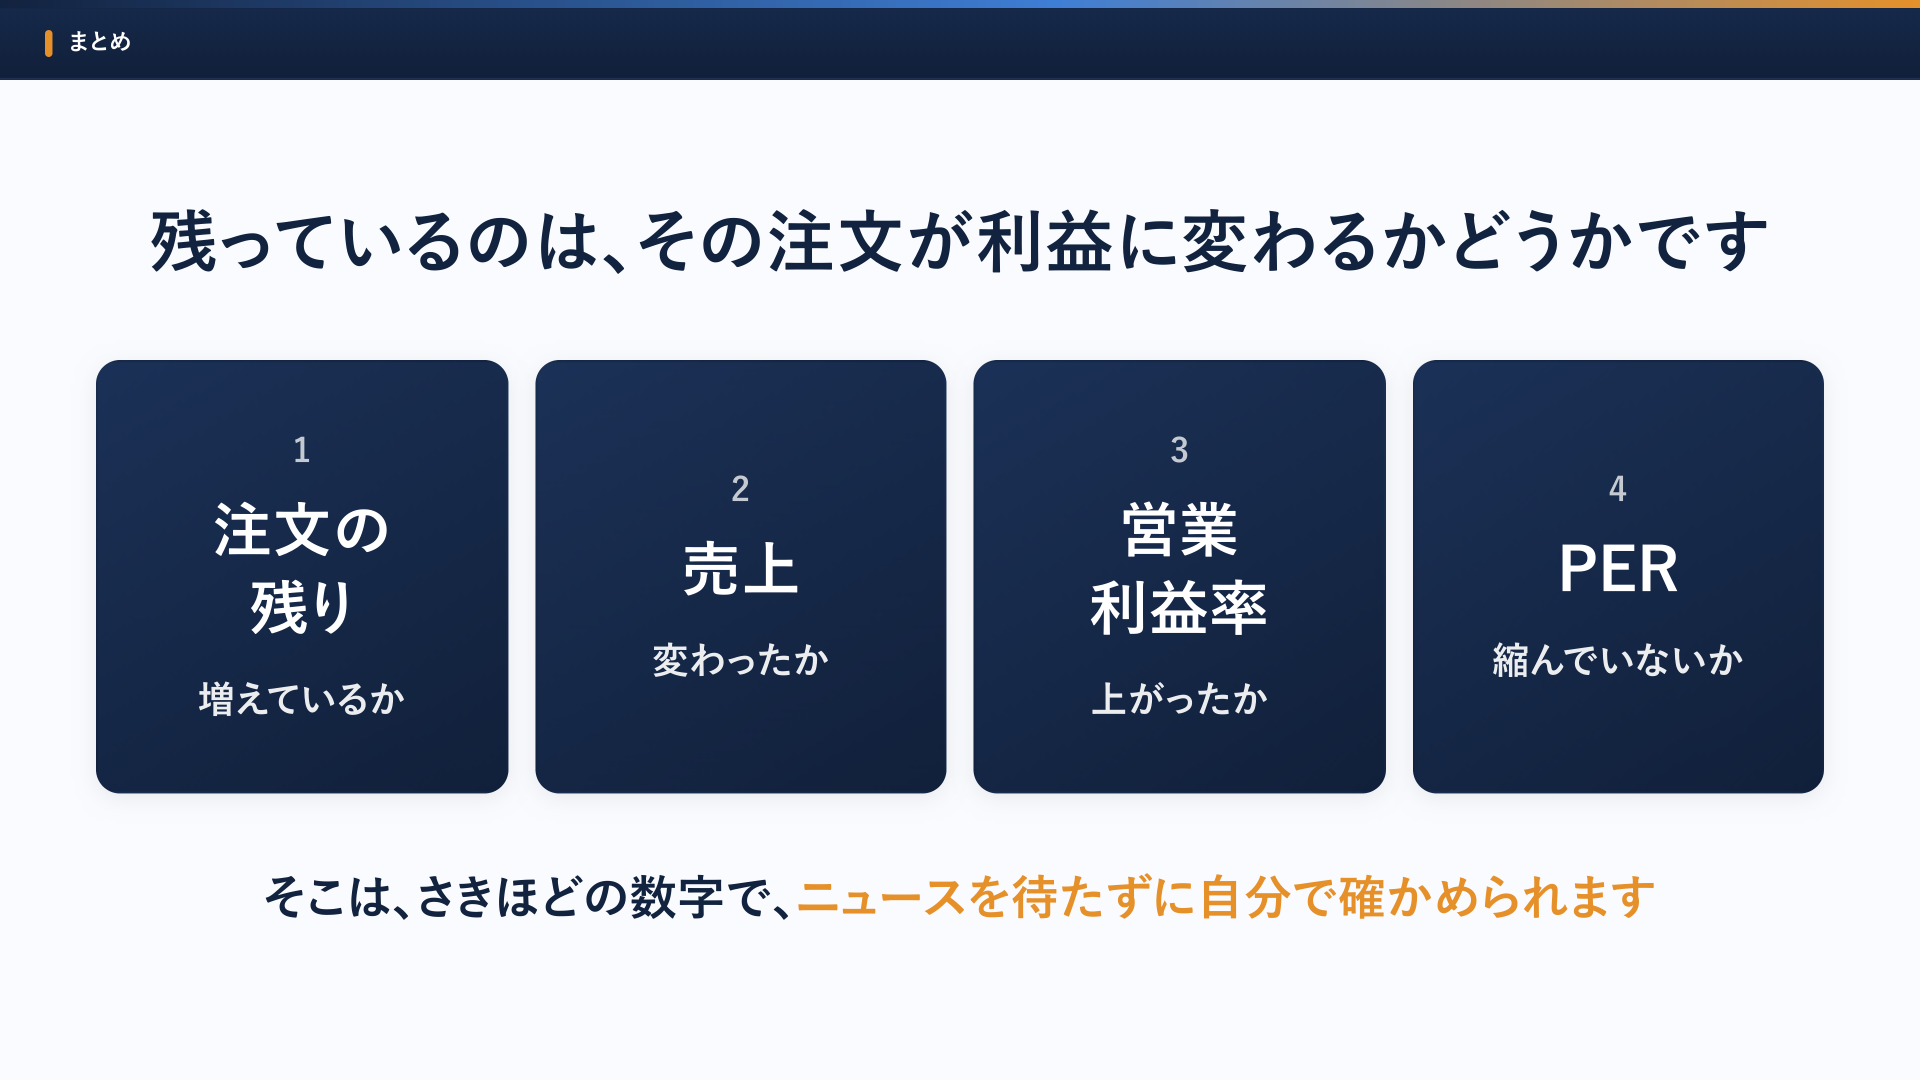 まとめ
残っているのは、その注文が利益に変わるかどうかです
1
注文の
残り
増えているか
2
売上
変わったか
3
営業
利益率
上がったか
4
PER
縮んでいないか
そこは、さきほどの数字で、ニュースを待たずに自分で確かめられます